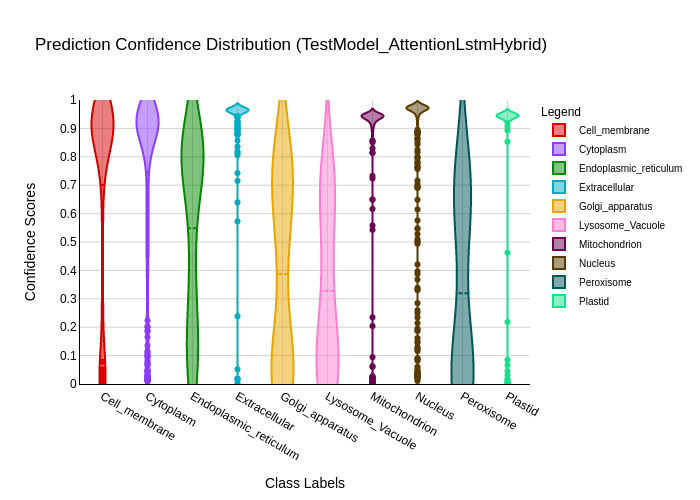 Prediction Confidence Distribution (TestModel_AttentionLstmHybrid)
Confidence Scores
1
0.9
0.8
0.7
0.6
0.5
0.4
0.3
0.2
0.1
0
Cell_membrane
Cytoplasm
Endoplasmic_reticulum
Extracellular
Golgi_apparatus
Lysosome_Vacuole
Mitochondrion
Nucleus
Peroxisome
Plastid
Class Labels
Legend
Cell_membrane
Cytoplasm
Endoplasmic_reticulum
Extracellular
Golgi_apparatus
Lysosome_Vacuole
Mitochondrion
Nucleus
Peroxisome
Plastid